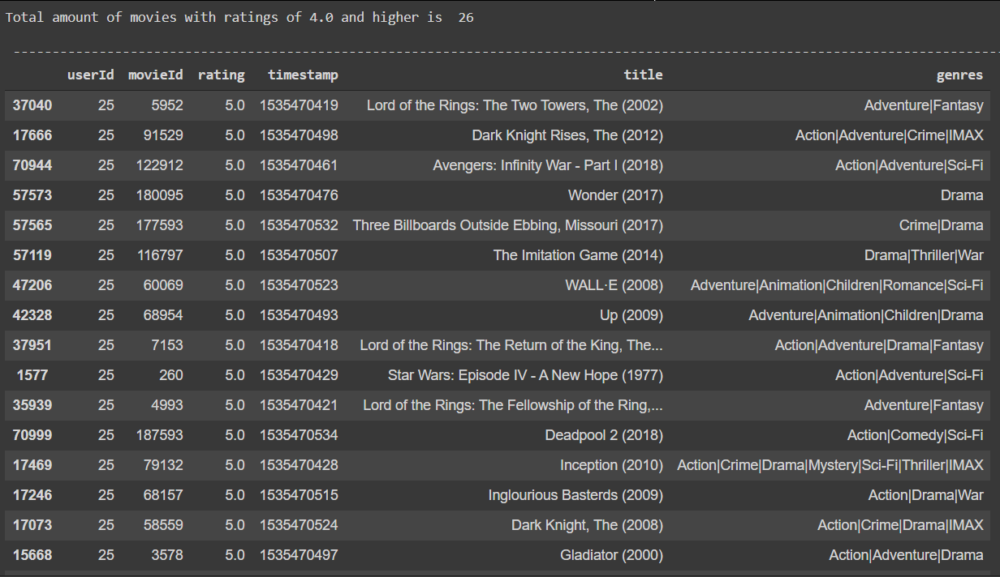 Total amount of movies with ratings of 4.0 and higher is 26
--------------------------------------------------------------------------------------------------------------------------------
userId movieId rating timestamp title genres
37040 25 5952 5.0 1535470419 Lord of the Rings: The Two Towers, The (2002) Adventure|Fantasy
17666 25 91529 5.0 1535470498 Dark Knight Rises, The (2012) Action|Adventure|Crime|IMAX
70944 25 122912 5.0 1535470461 Avengers: Infinity War - Part I (2018) Action|Adventure|Sci-Fi
57573 25 180095 5.0 1535470476 Wonder (2017) Drama
57565 25 177593 5.0 1535470532 Three Billboards Outside Ebbing, Missouri (2017) Crime|Drama
57119 25 116797 5.0 1535470507 The Imitation Game (2014) Drama|Thriller|War
47206 25 60069 5.0 1535470523 WALL·E (2008) Adventure|Animation|Children|Romance|Sci-Fi
42328 25 68954 5.0 1535470493 Up (2009) Adventure|Animation|Children|Drama
37951 25 7153 5.0 1535470418 Lord of the Rings: The Return of the King, The... Action|Adventure|Drama|Fantasy
1577 25 260 5.0 1535470429 Star Wars: Episode IV - A New Hope (1977) Action|Adventure|Sci-Fi
35939 25 4993 5.0 1535470421 Lord of the Rings: The Fellowship of the Ring,... Adventure|Fantasy
70999 25 187593 5.0 1535470534 Deadpool 2 (2018) Action|Comedy|Sci-Fi
17469 25 79132 5.0 1535470428 Inception (2010) Action|Crime|Drama|Mystery|Sci-Fi|Thriller|IMAX
17246 25 68157 5.0 1535470515 Inglourious Basterds (2009) Action|Drama|War
17073 25 58559 5.0 1535470524 Dark Knight, The (2008) Action|Crime|Drama|IMAX
15668 25 3578 5.0 1535470497 Gladiator (2000) Action|Adventure|Drama